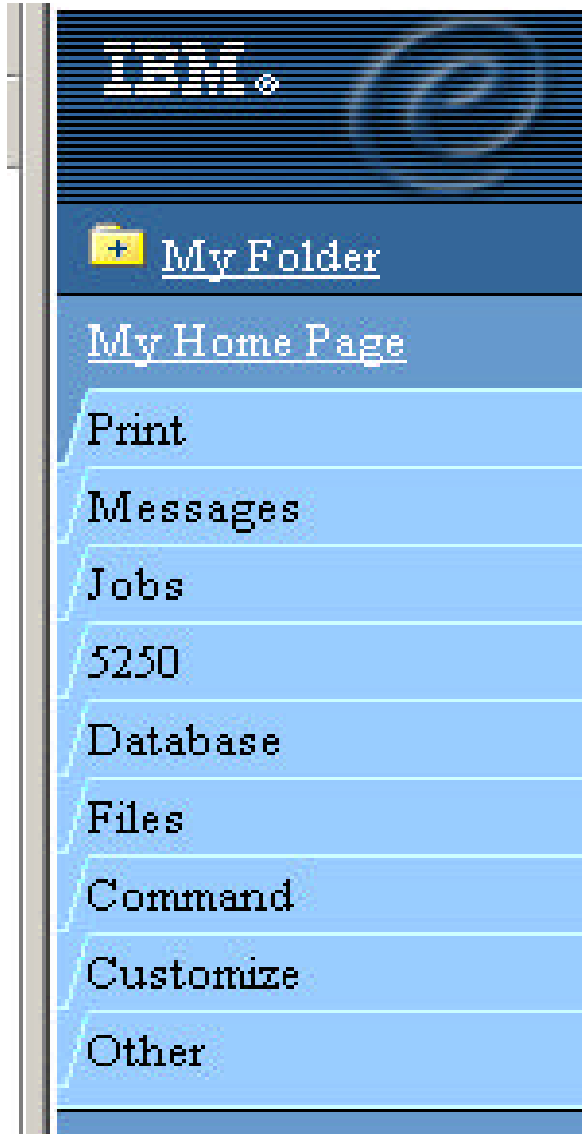 IBM®
My Folder
My Home Page
Print
Messages
Jobs
5250
Database
Files
Command
Customize
Other